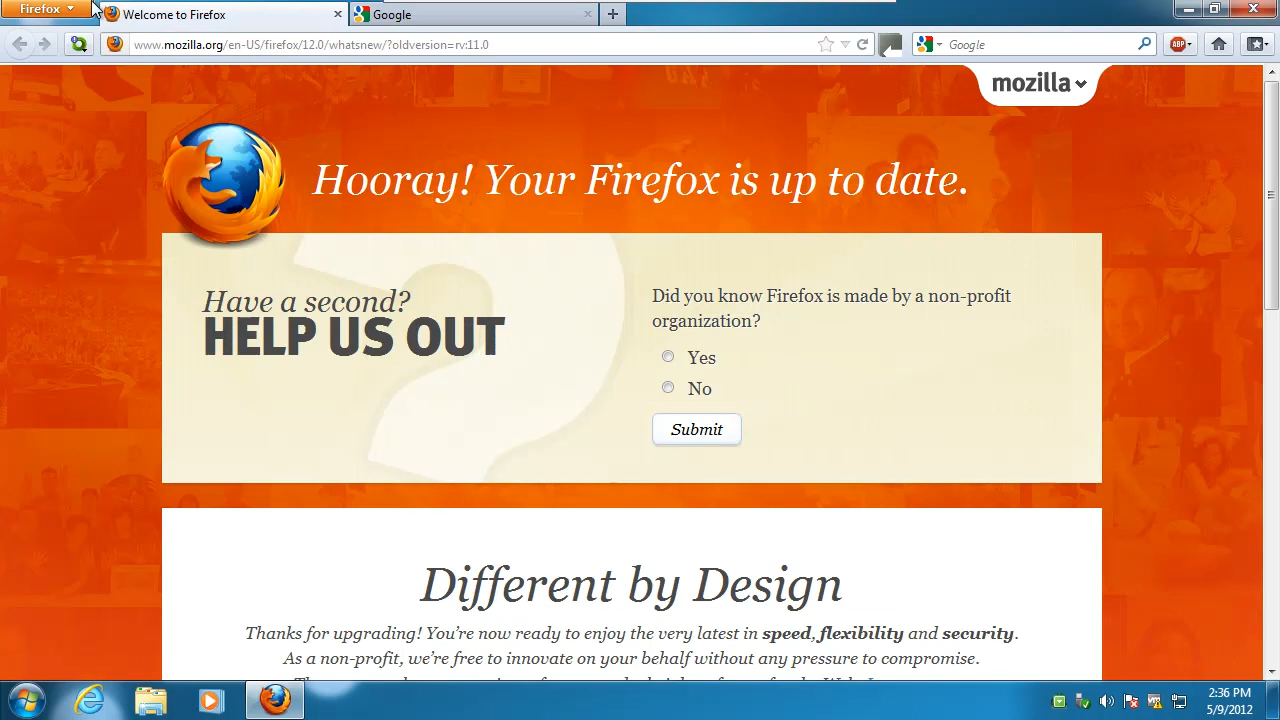 Firefox
Welcome to Firefox
Google
www.mozilla.org/en-US/firefox/12.0/whatsnew/?oldversion=rv:11.0
Google
ABP
mozilla
Hooray! Your Firefox is up to date.
Have a second?
HELP US OUT
Did you know Firefox is made by a non-profit
organization?
Yes
No
Submit
Different by Design
Thanks for upgrading! You're now ready to enjoy the very latest in speed, flexibility and security.
As a non-profit, we're free to innovate on your behalf without any pressure to compromise.
2:36 PM
5/9/2012